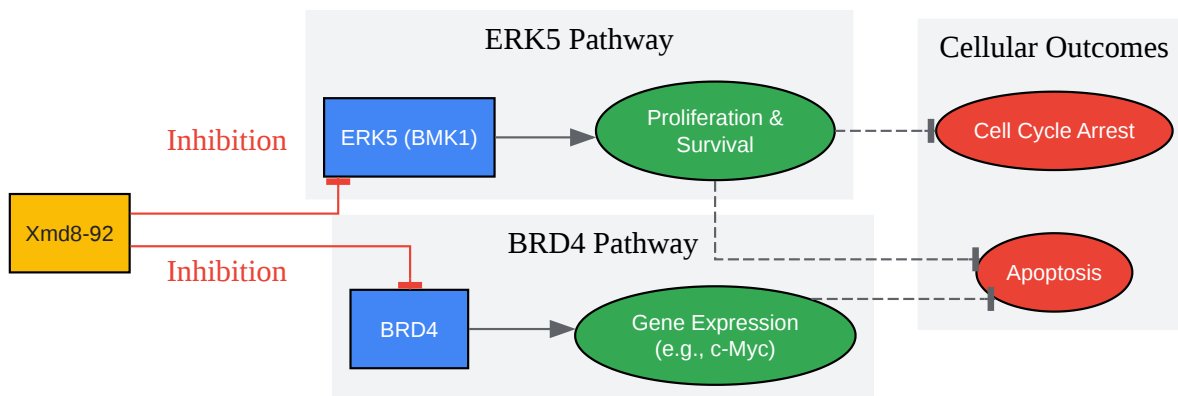 ERK5 Pathway
Cellular Outcomes
Inhibition
ERK5 (BMK1)
Proliferation &
Survival
Cell Cycle Arrest
Xmd8-92
BRD4 Pathway
Inhibition
Apoptosis
BRD4
Gene Expression
(e.g., c-Myc)